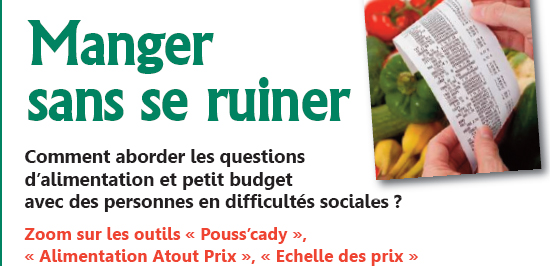 Manger
sans se ruiner
Comment aborder les questions
d’alimentation et petit budget
avec des personnes en difficultés sociales ?
Zoom sur les outils « Pouss’cady »,
« Alimentation Atout Prix », « Echelle des prix »